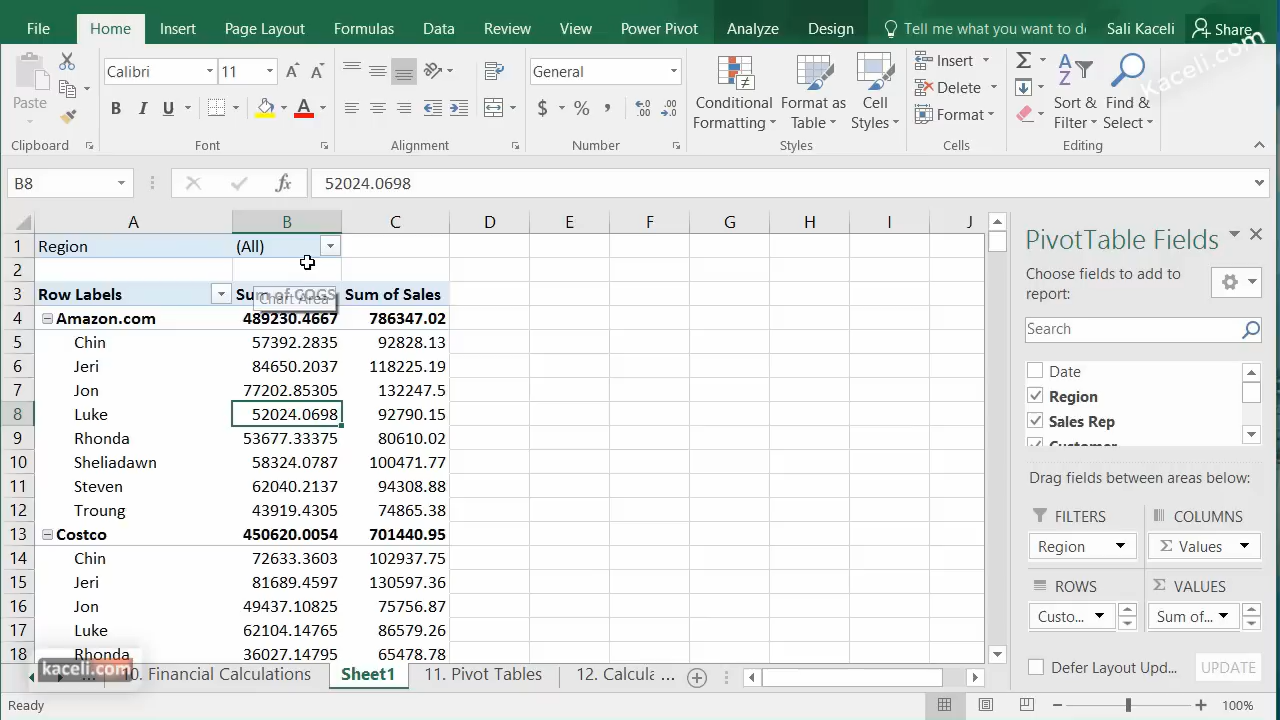 File Home Insert Page Layout Formulas Data Review View Power Pivot Analyze Design Tell me what you want to do Sali Kaceli Share
Kaceli.com
Paste
Calibri 11
B I U A
General
$ % ,
Conditional Formatting
Format as Table
Cell Styles
Insert
Delete
Format
Sort & Filter
Find & Select
Clipboard Font Alignment Number Styles Cells Editing
B8 fx 52024.0698
A B C D E F G H I J
1 Region (All)
2
3 Row Labels Sum of COGS Sum of Sales
Chart Area
4 Amazon.com 489230.4667 786347.02
5 Chin 57392.2835 92828.13
6 Jeri 84650.2037 118225.19
7 Jon 77202.85305 132247.5
8 Luke 52024.0698 92790.15
9 Rhonda 53677.33375 80610.02
10 Sheliadawn 58324.0787 100471.77
11 Steven 62040.2137 94308.88
12 Troung 43919.4305 74865.38
13 Costco 450620.0054 701440.95
14 Chin 72633.3603 102937.75
15 Jeri 81689.4597 130597.36
16 Jon 49437.10825 75756.87
17 Luke 62104.14765 86579.26
18 Rhonda 36027.14795 65478.78
kaceli.com
PivotTable Fields
Choose fields to add to
report:
Search
Date
Region
Sales Rep
Customer
Drag fields between areas below:
FILTERS COLUMNS
Region Σ Values
ROWS Σ VALUES
Custo... Sum of...
Defer Layout Upd... UPDATE
... 10. Financial Calculations Sheet1 11. Pivot Tables 12. Calcula ...
Ready 100%